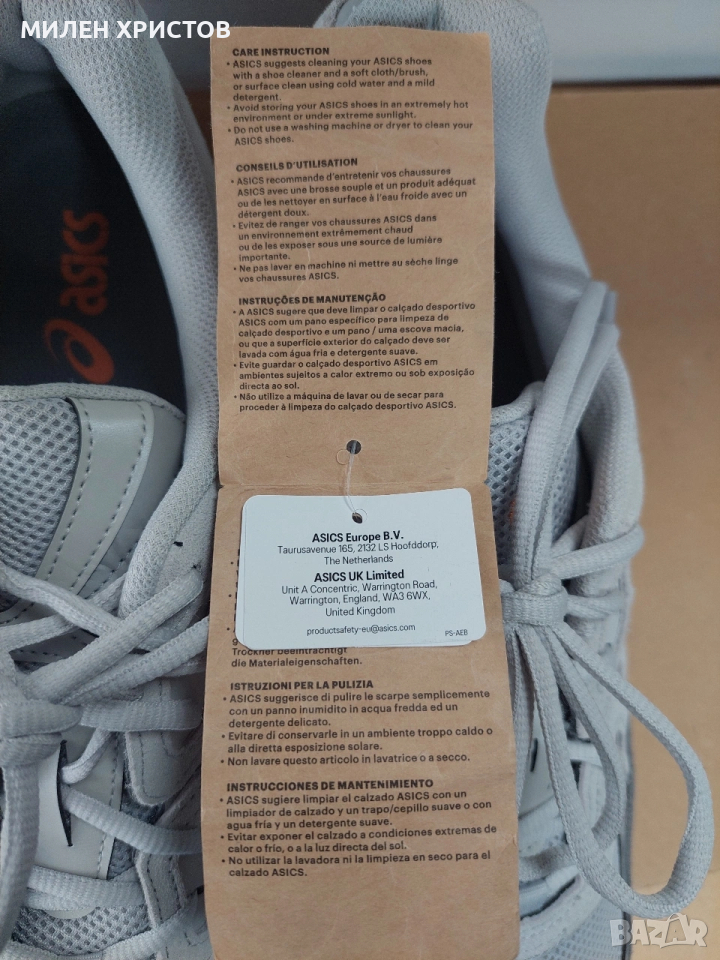 МИЛЕН ХРИСТОВ
CARE INSTRUCTION
• ASICS suggests cleaning your ASICS shoes
with a shoe cleaner and a soft cloth/brush,
or surface clean using cold water and a mild
detergent.
• Avoid storing your ASICS shoes in an extremely hot
environment or under extreme sunlight.
• Do not use a washing machine or dryer to clean your
ASICS shoes.
CONSEILS D'UTILISATION
• ASICS recommande d'entretenir vos chaussures
ASICS avec une brosse souple et un produit adéquat
ou de les nettoyer en surface à l'eau froide avec un
détergent doux.
• Evitez de ranger vos chaussures ASICS dans
un environnement extrêmement chaud
ou de les exposer sous une source de lumière
importante.
• Ne pas laver en machine ni mettre au sèche linge
vos chaussures ASICS.
INSTRUÇÕES DE MANUTENÇÃO
• A ASICS sugere que deve limpar o calçado desportivo
ASICS com um pano específico para limpeza de
calçado desportivo e um pano / uma escova macia,
ou que a superfície exterior do calçado deve ser
lavada com água fria e detergente suave.
• Evite guardar o calçado desportivo ASICS em
ambientes sujeitos a calor extremo ou sob exposição
directa ao sol.
• Não utilize a máquina de lavar ou de secar para
proceder à limpeza do calçado desportivo ASICS.
asics
ASICS Europe B.V.
Taurusavenue 165, 2132 LS Hoofddorp,
The Netherlands
ASICS UK Limited
Unit A Concentric, Warrington Road,
Warrington, England, WA3 6WX,
United Kingdom
productsafety-eu@asics.com
PS-AEB
Trockner beeinträchtigt
die Materialeigenschaften.
ISTRUZIONI PER LA PULIZIA
• ASICS suggerisce di pulire le scarpe semplicemente
con un panno inumidito in acqua fredda ed un
detergente delicato.
• Evitare di conservarle in un ambiente troppo caldo o
alla diretta esposizione solare.
• Non lavare questo articolo in lavatrice o a secco.
INSTRUCCIONES DE MANTENIMIENTO
• ASICS sugiere limpiar el calzado ASICS con un
limpiador de calzado y un trapo/cepillo suave o con
agua fría y un detergente suave.
• Evitar exponer el calzado a condiciones extremas de
calor o frio, o a la luz directa del sol.
• No utilizar la lavadora ni la limpieza en seco para el
calzado ASICS.
BAZAR